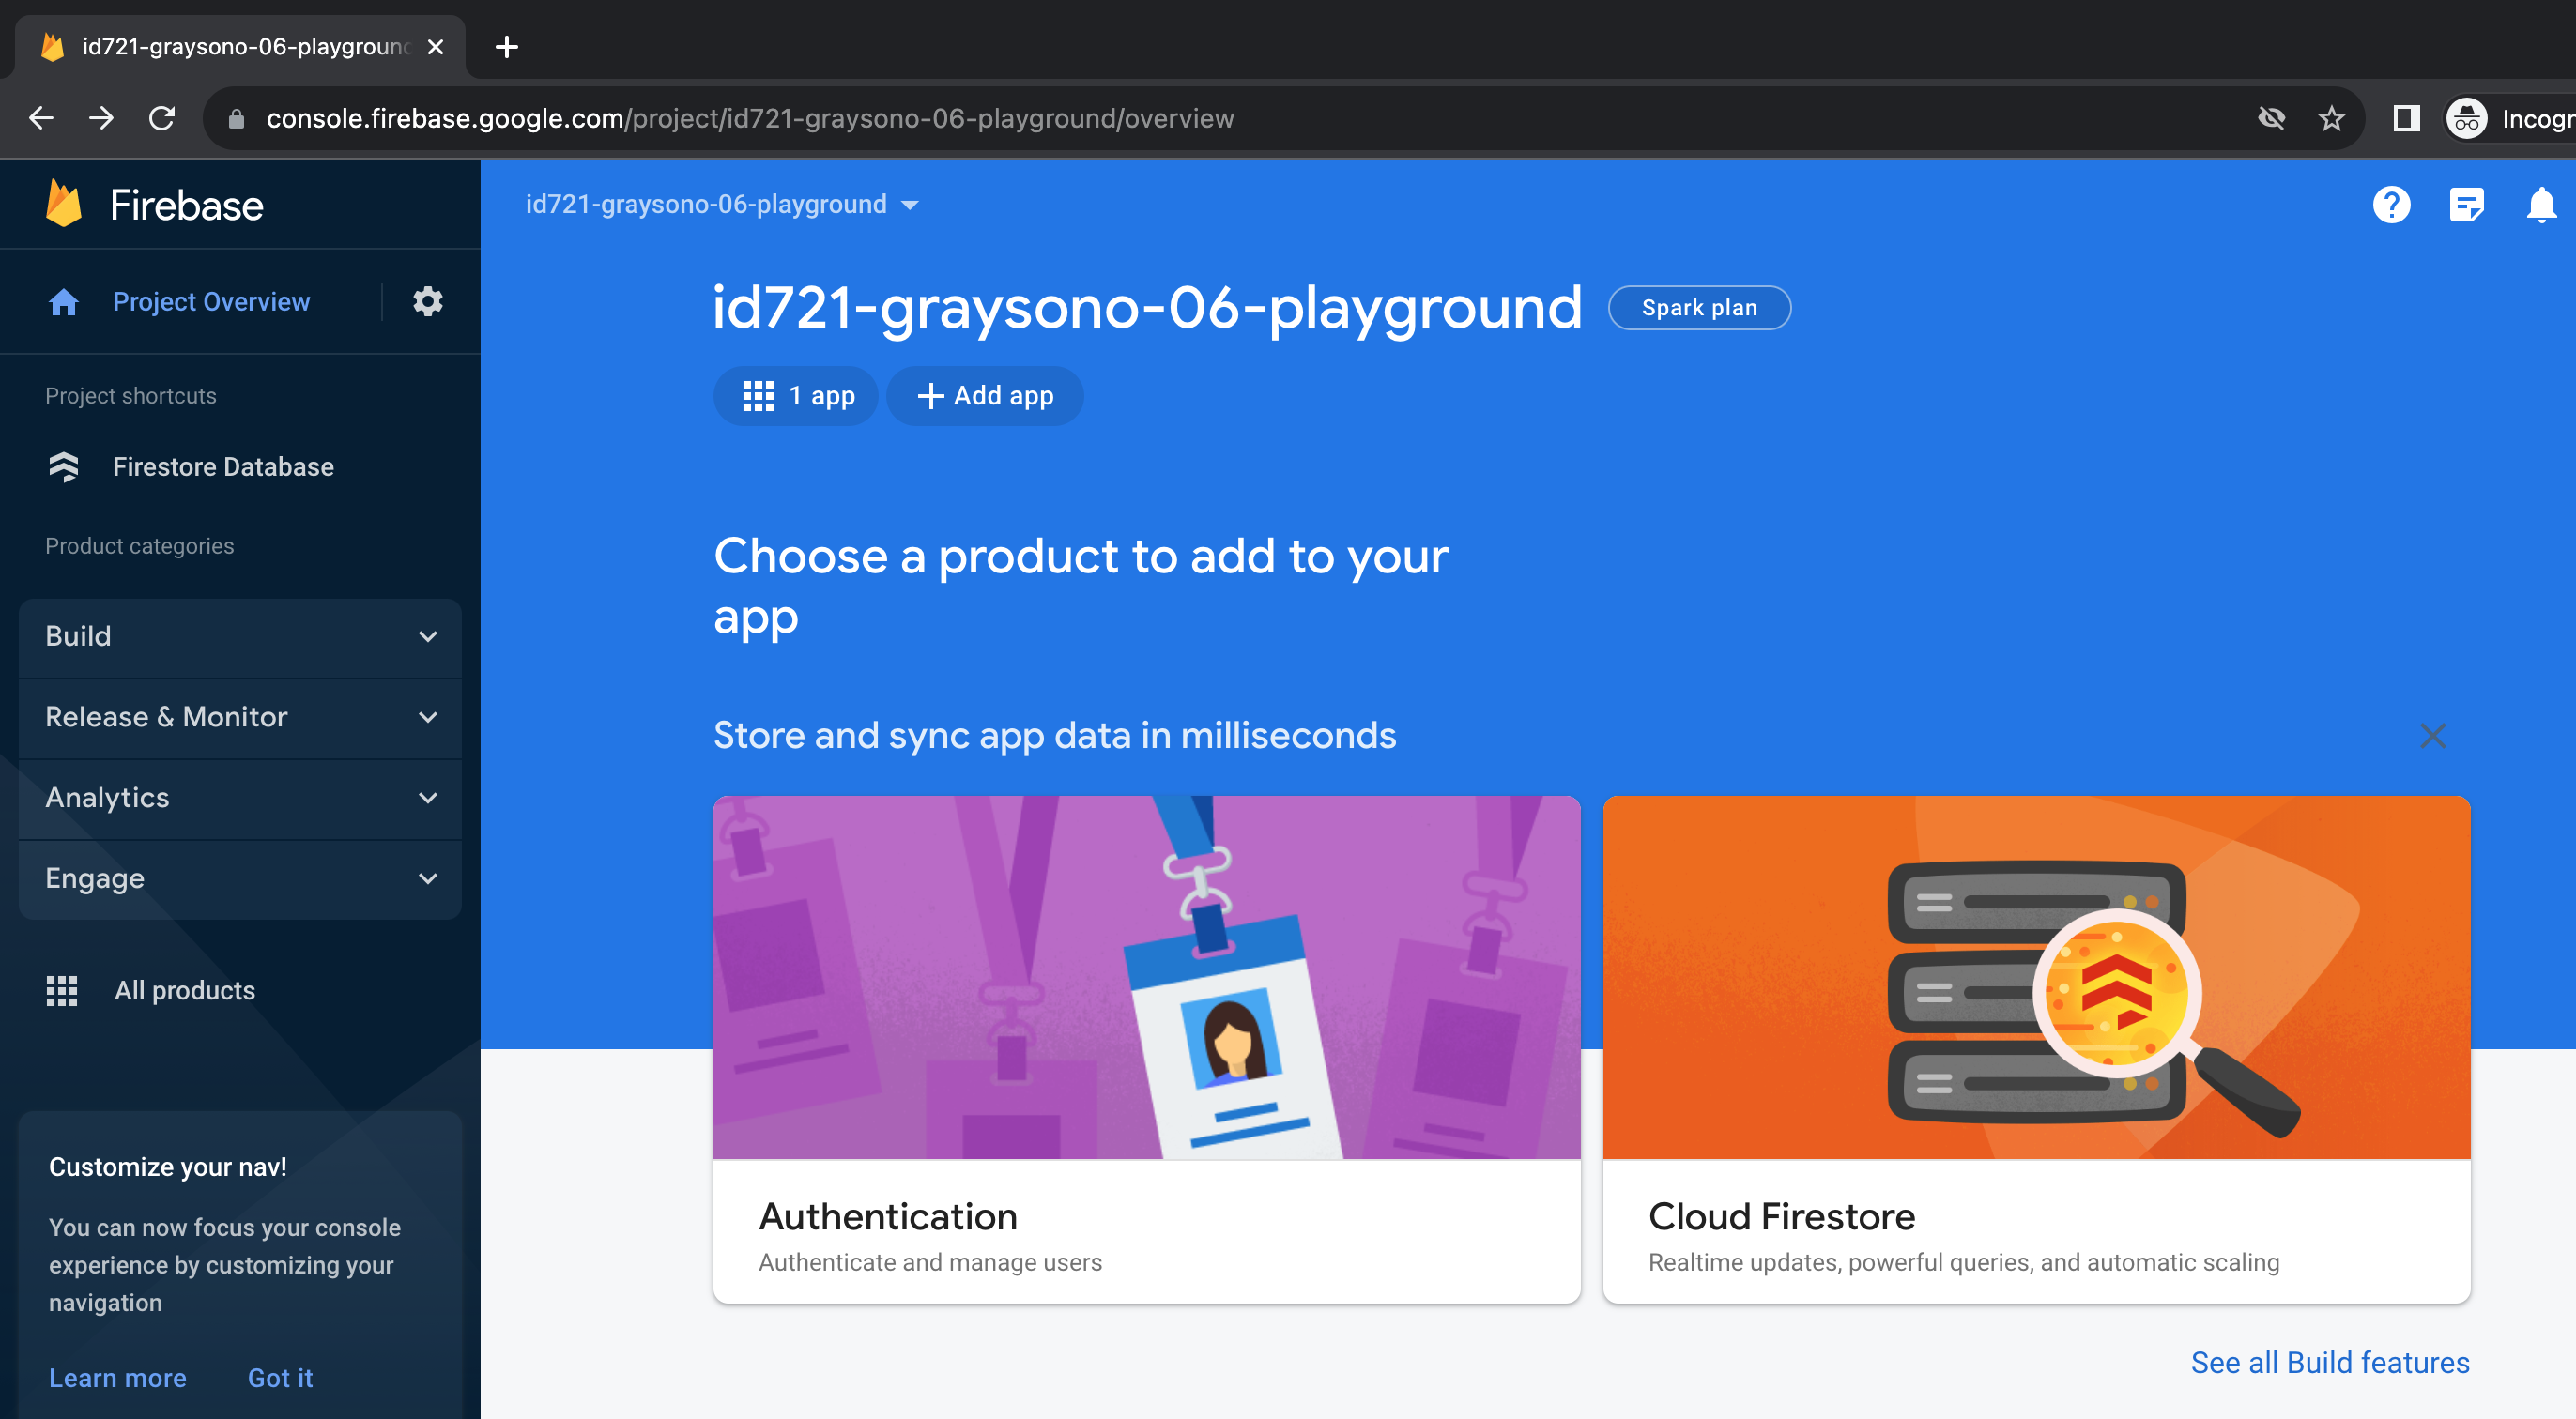 id721-graysono-06-playground
console.firebase.google.com/project/id721-graysono-06-playground/overview
Incogn
Firebase
id721-graysono-06-playground
?
Project Overview
id721-graysono-06-playground
Spark plan
1 app
Add app
Project shortcuts
Firestore Database
Product categories
Build
Release & Monitor
Analytics
Engage
All products
Customize your nav!
You can now focus your console
experience by customizing your
navigation
Learn more
Got it
Choose a product to add to your
app
Store and sync app data in milliseconds
Authentication
Authenticate and manage users
Cloud Firestore
Realtime updates, powerful queries, and automatic scaling
See all Build features